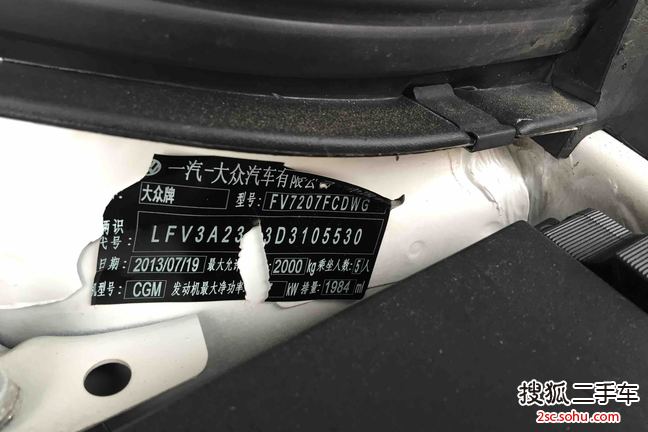 一汽-大众汽车有限公
大众牌 型号: FV7207FCDWG
辆识
代号: LFV3A23 3D3105530
日期: 2013/07/19 最大允 2000 kg 乘坐人数: 5 人
型号: CGM 发动机最大净功率 kW 排量: 1984 ml
搜狐二手车
2sc.sohu.com